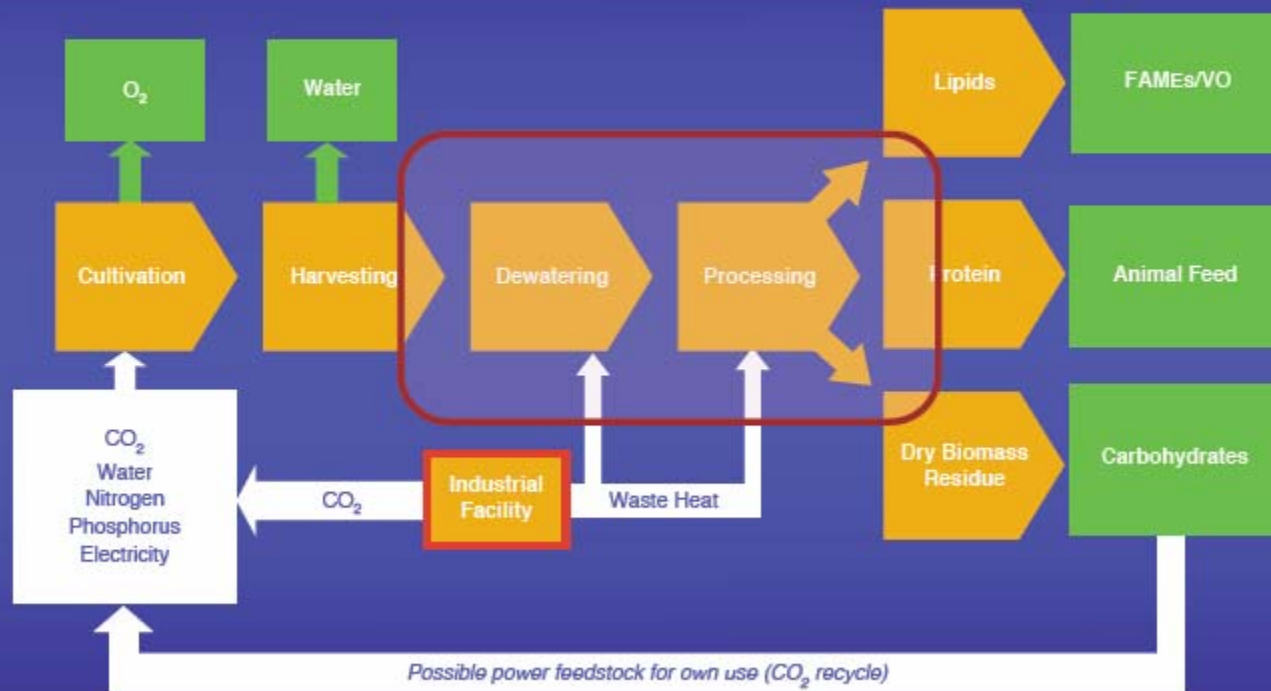 O₂
Water
Lipids
FAMEs/VO
Cultivation
Harvesting
Dewatering
Processing
Protein
Animal Feed
CO₂
Water
Nitrogen
Phosphorus
Electricity
CO₂
Industrial
Facility
Waste Heat
Dry Biomass
Residue
Carbohydrates
Possible power feedstock for own use (CO₂ recycle)